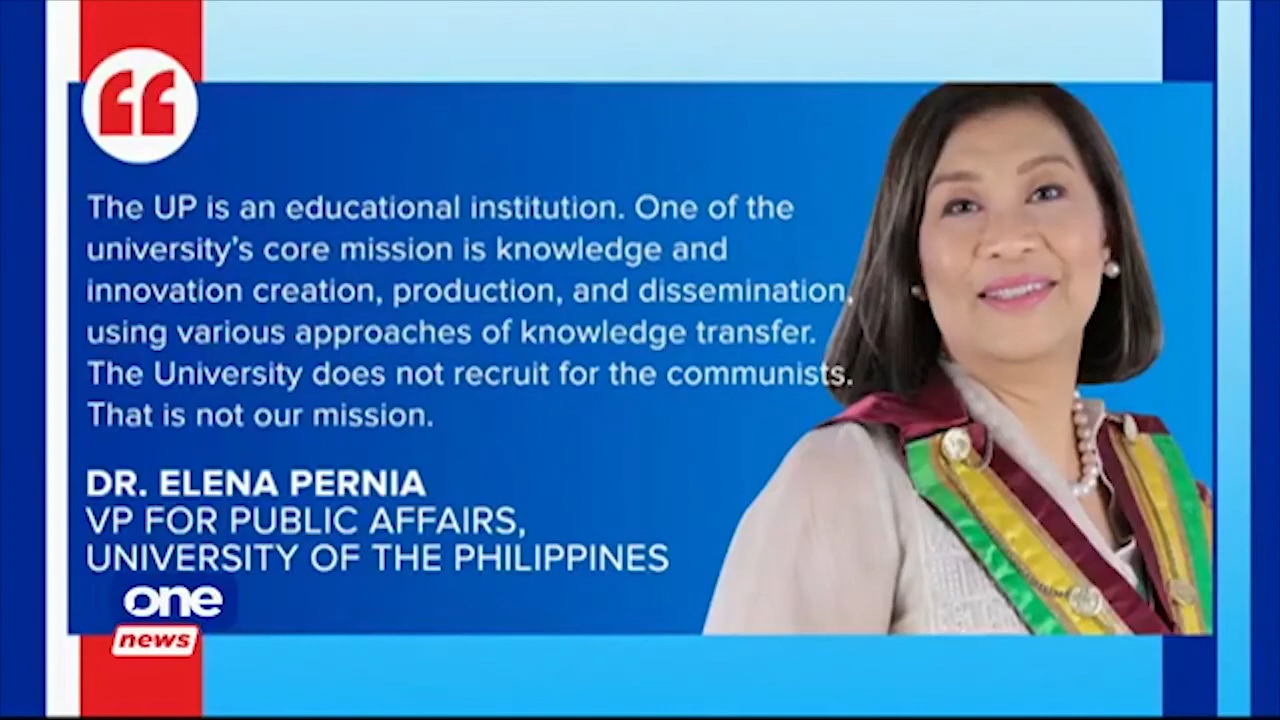 The UP is an educational institution. One of the
university's core mission is knowledge and
innovation creation, production, and dissemination,
using various approaches of knowledge transfer.
The University does not recruit for the communists.
That is not our mission.
DR. ELENA PERNIA
VP FOR PUBLIC AFFAIRS,
UNIVERSITY OF THE PHILIPPINES
one
news